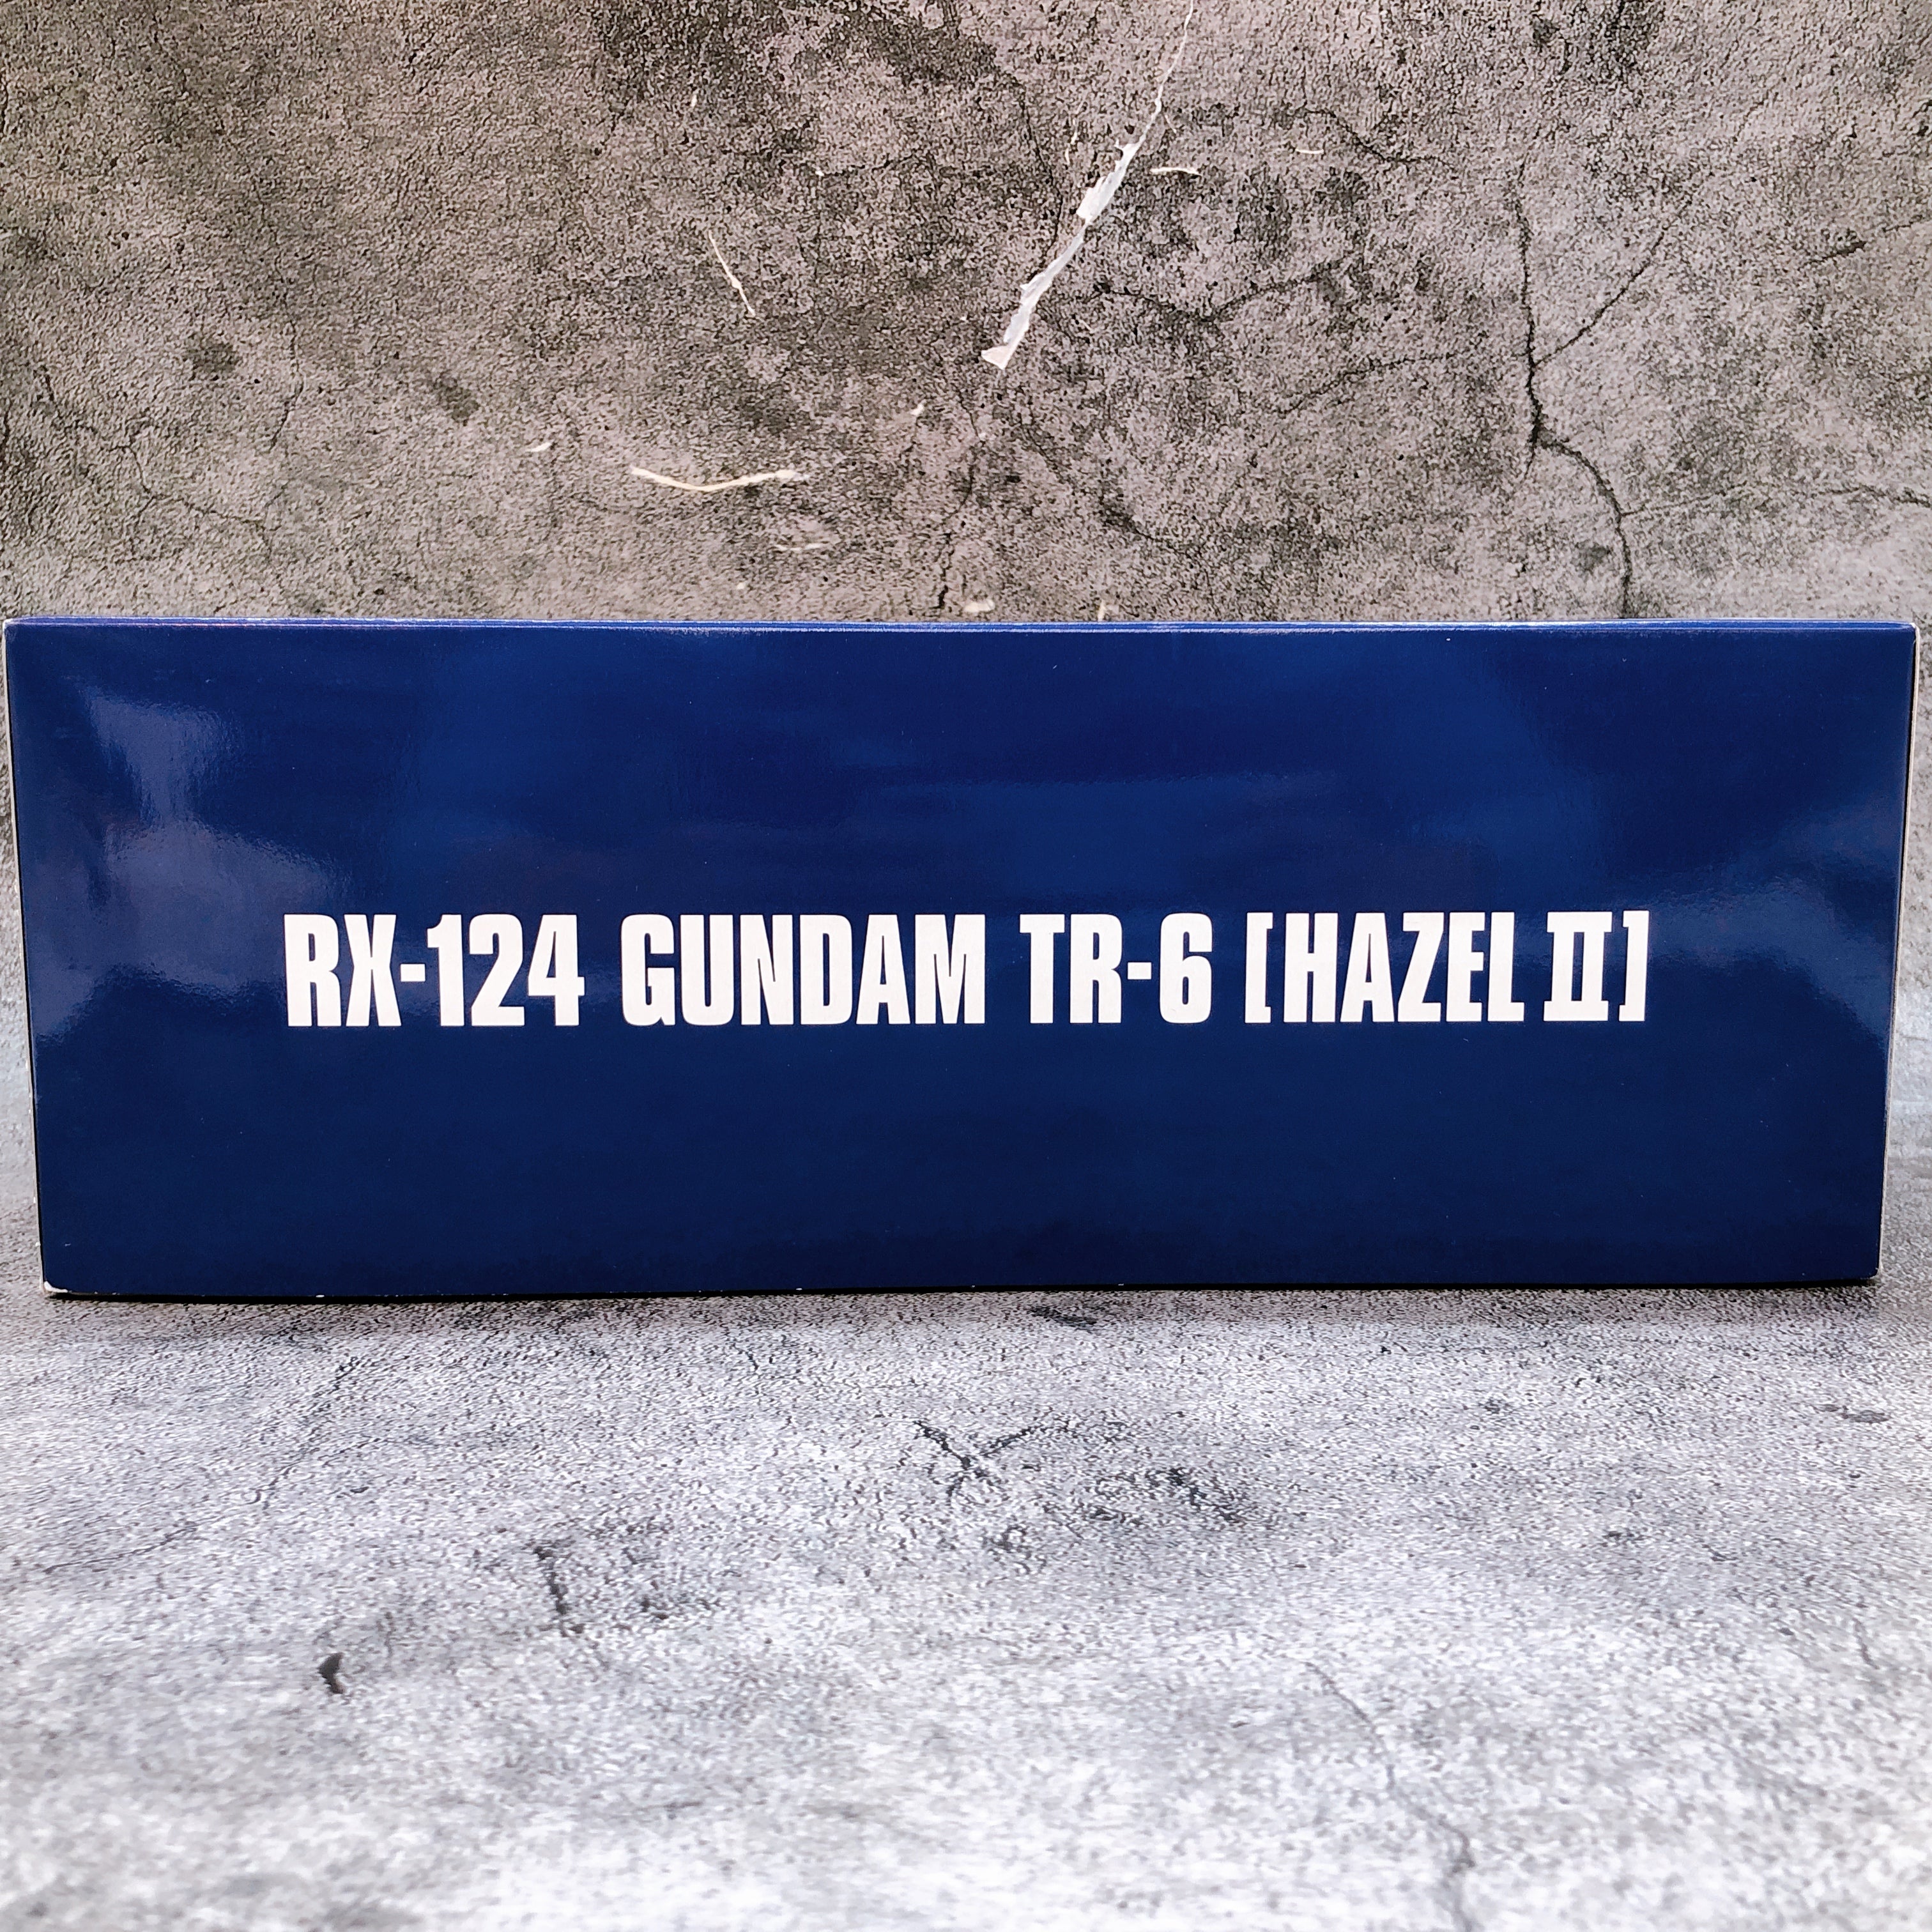 RX-124 GUNDAM TR-6 [HAZEL II]